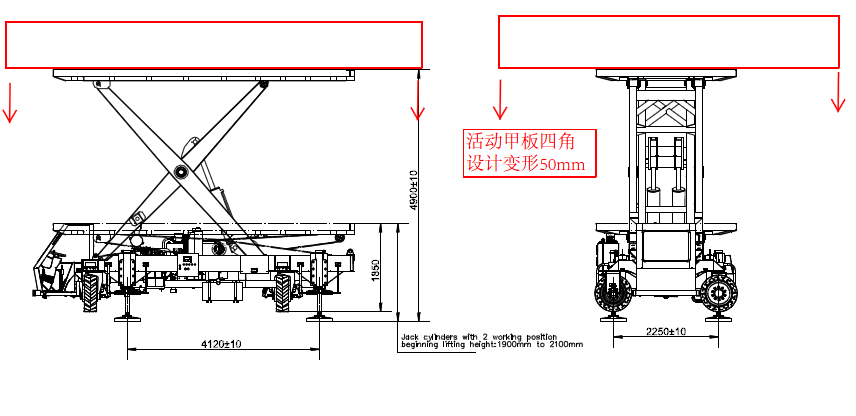 活动甲板四角
设计变形50mm
4900±10
1850
4120±10
2250±10
Jack cylinders with 2 working position
beginning lifting height:1900mm to 2100mm